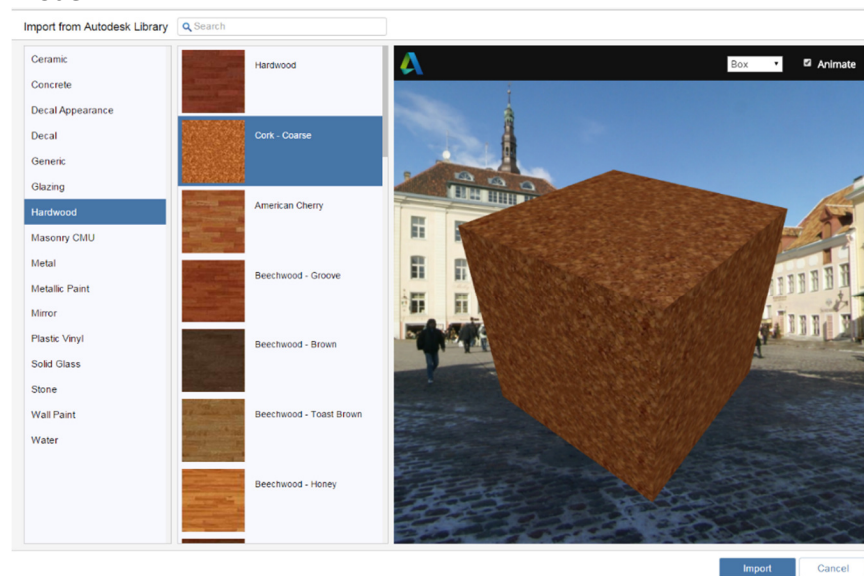 Import from Autodesk Library
Search
Ceramic
Concrete
Decal Appearance
Decal
Generic
Glazing
Hardwood
Masonry CMU
Metal
Metallic Paint
Mirror
Plastic Vinyl
Solid Glass
Stone
Wall Paint
Water
Hardwood
Cork - Coarse
American Cherry
Beechwood - Groove
Beechwood - Brown
Beechwood - Toast Brown
Beechwood - Honey
Box
Animate
Import
Cancel